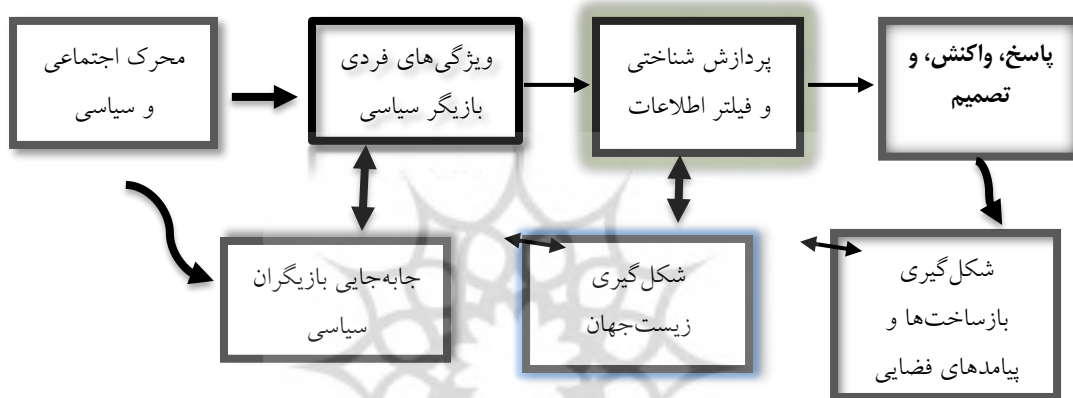 محرک اجتماعی
و سیاسی
ویژگی‌های فردی
بازیگر سیاسی
پردازش شناختی
و فیلتر اطلاعات
پاسخ، واکنش، و
تصمیم
جابه‌جایی بازیگران
سیاسی
شکل‌گیری
زیست‌جهان
شکل‌گیری
بازساخت‌ها و
پیامدهای فضایی